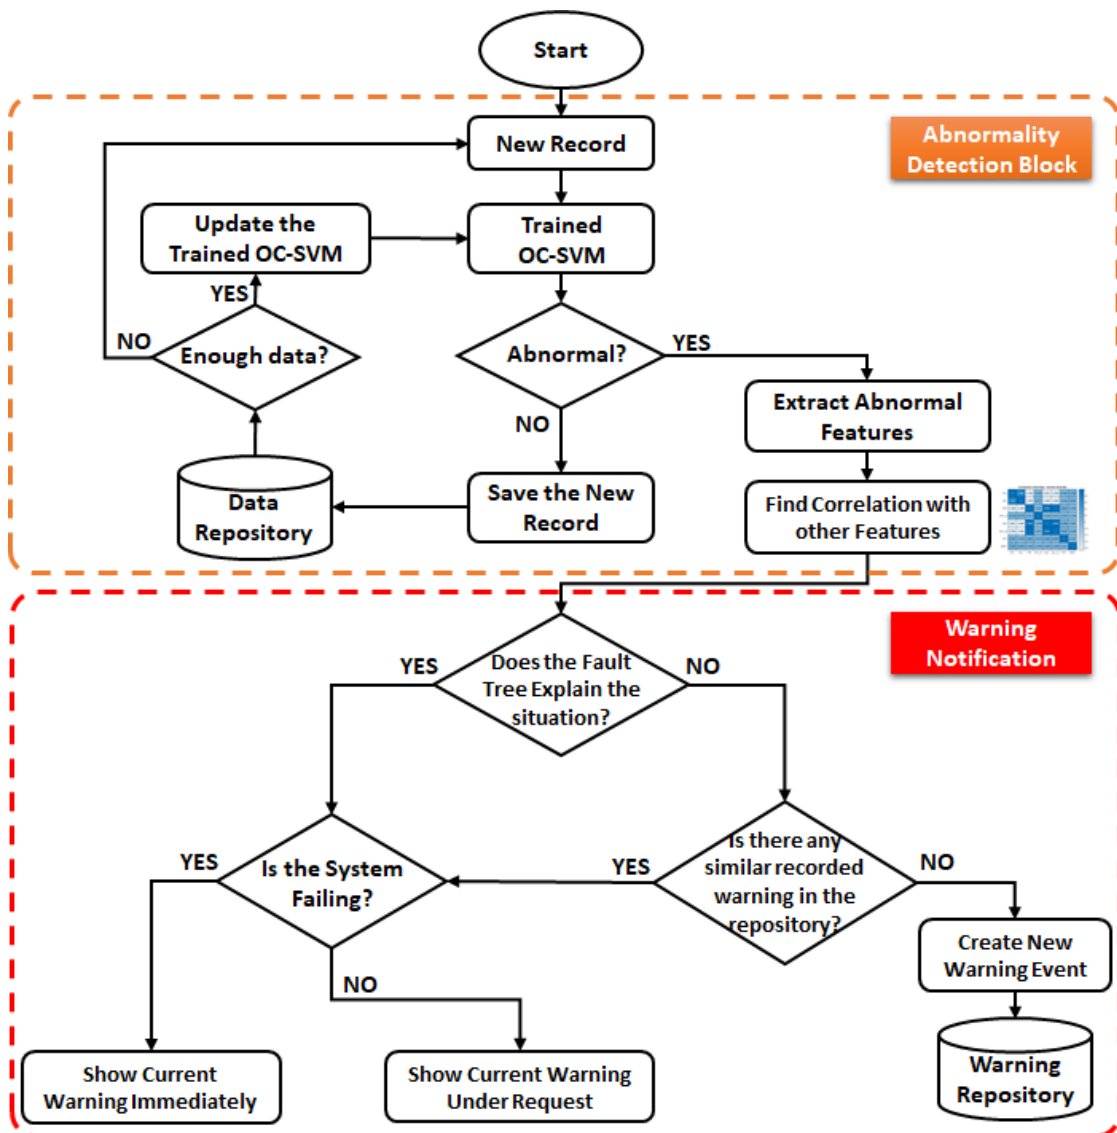 Start
New Record
Abnormality
Detection Block
Update the
Trained OC-SVM
Trained
OC-SVM
YES
NO
Enough data?
Abnormal?
YES
Extract Abnormal
Features
NO
Data
Repository
Save the New
Record
Find Correlation with
other Features
Warning
Notification
YES
Does the Fault
Tree Explain the
situation?
NO
YES
Is the System
Failing?
YES
Is there any
similar recorded
warning in the
repository?
NO
Create New
Warning Event
NO
Show Current
Warning Immediately
Show Current Warning
Under Request
Warning
Repository